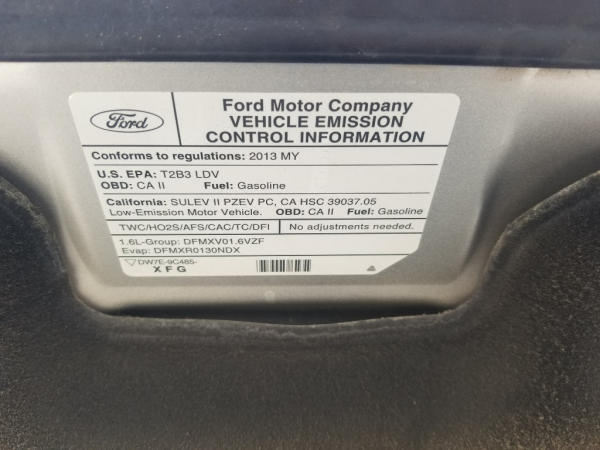 Ford
Ford Motor Company
VEHICLE EMISSION
CONTROL INFORMATION
Conforms to regulations: 2013 MY
U.S. EPA: T2B3 LDV
OBD: CA II Fuel: Gasoline
California: SULEV II PZEV PC, CA HSC 39037.05
Low-Emission Motor Vehicle. OBD: CA II Fuel: Gasoline
TWC/HO2S/AFS/CAC/TC/DFI No adjustments needed.
1.6L-Group: DFMXV01.6VZF
Evap: DFMXR0130NDX
DW7E-9C485-
X F G